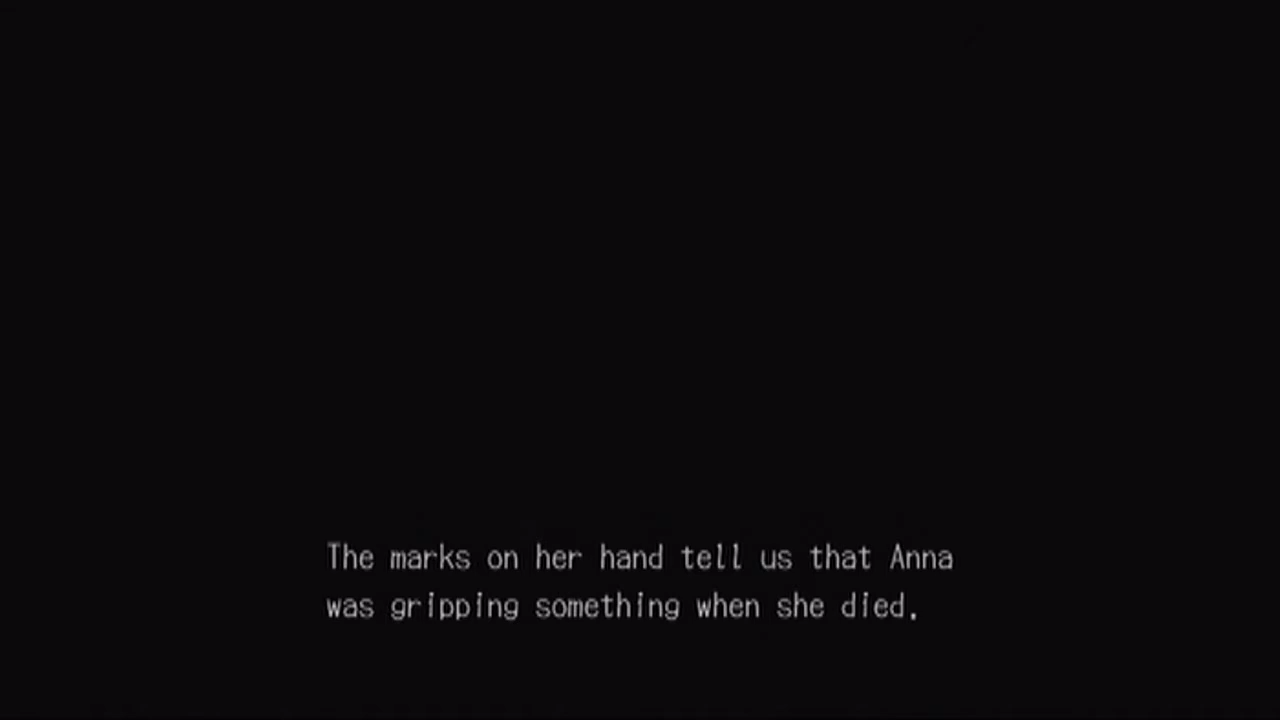 The marks on her hand tell us that Anna
was gripping something when she died.